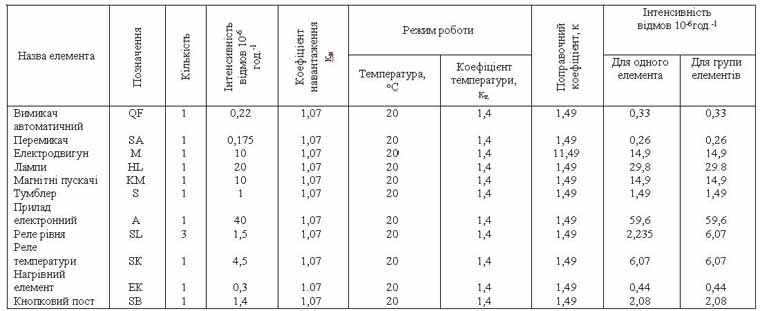 Назва елемента | Позначення | Кількість | Інтенсивність відмов 10⁻⁶ год.⁻¹ | Коефіцієнт навантаження кₑн | Режим роботи | Поправочний коефіцієнт, к | Інтенсивність відмов 10⁻⁶год.⁻¹
Температура, °C | Коефіцієнт температури, | Для одного елемента | Для групи елементів
Вимикач автоматичний | QF | 1 | 0,22 | 1,07 | 20 | 1,4 | 1,49 | 0,33 | 0,33
Перемикач | SA | 1 | 0,175 | 1,07 | 20 | 1,4 | 1,49 | 0,26 | 0,26
Електродвигун | M | 1 | 10 | 1,07 | 20 | 1,4 | 11,49 | 14,9 | 14,9
Лампи | HL | 1 | 20 | 1,07 | 20 | 1,4 | 1,49 | 29,8 | 29.8
Магнітні пускачі | KM | 1 | 10 | 1,07 | 20 | 1,4 | 1,49 | 14,9 | 14,9
Тумблер | S | 1 | 1 | 1,07 | 20 | 1,4 | 1,49 | 1,49 | 1,49
Прилад електронний | A | 1 | 40 | 1,07 | 20 | 1,4 | 1,49 | 59,6 | 59,6
Реле рівня | SL | 3 | 1,5 | 1,07 | 20 | 1,4 | 1,49 | 2,235 | 6,07
Реле температури | SK | 1 | 4,5 | 1,07 | 20 | 1,4 | 1,49 | 6,07 | 6,07
Нагрівний елемент | EK | 1 | 0,3 | 1.07 | 20 | 1,4 | 1,49 | 0,44 | 0,44
Кнопковий пост | SB | 1 | 1,4 | 1,07 | 20 | 1,4 | 1,49 | 2,08 | 2,08